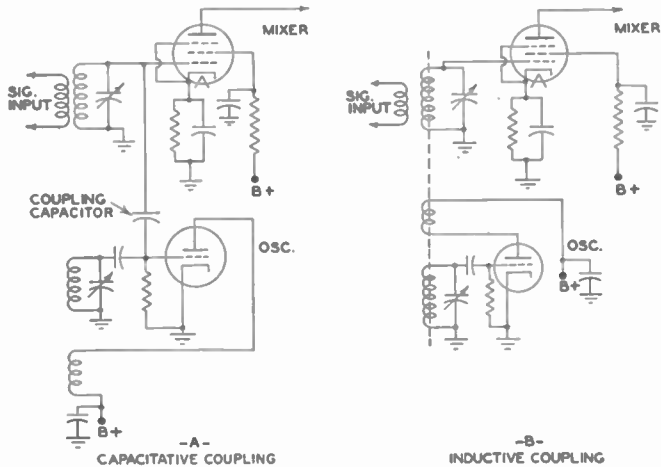 MIXER
SIG.
INPUT
B+
COUPLING
CAPACITOR
OSC.
B+
-A-
CAPACITATIVE COUPLING
MIXER
SIG.
INPUT
B+
OSC.
B+
-B-
INDUCTIVE COUPLING